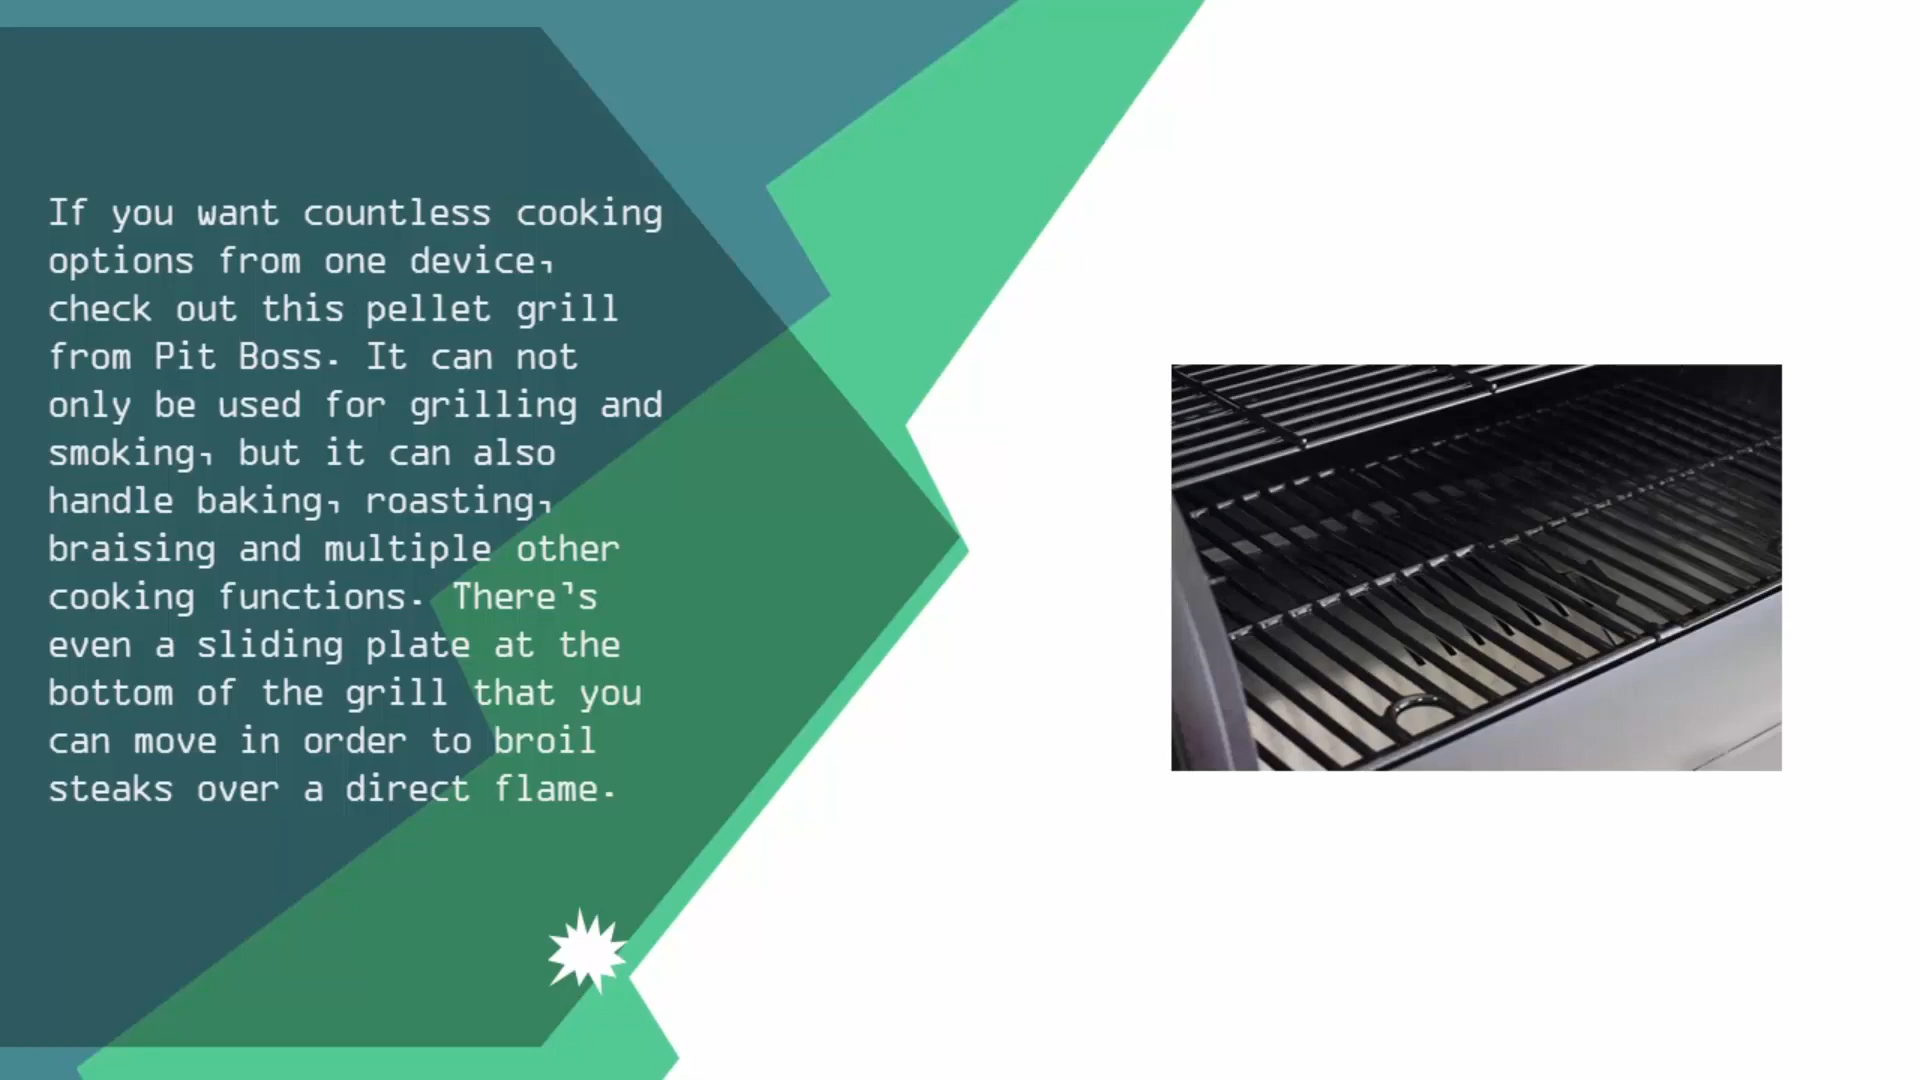 If you want countless cooking
options from one device,
check out this pellet grill
from Pit Boss. It can not
only be used for grilling and
smoking, but it can also
handle baking, roasting,
braising and multiple other
cooking functions. There's
even a sliding plate at the
bottom of the grill that you
can move in order to broil
steaks over a direct flame.